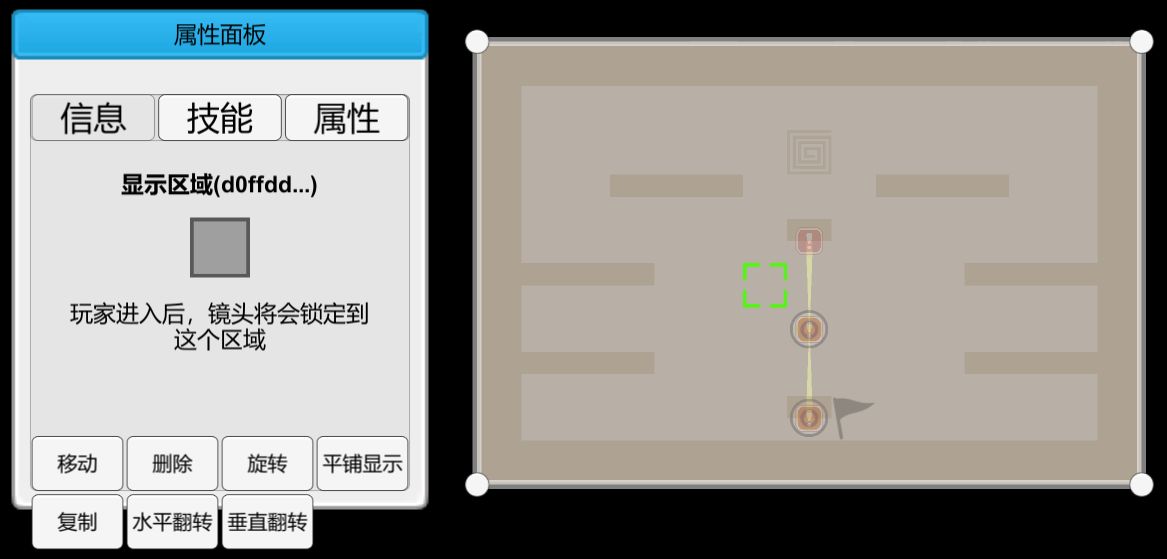 属性面板
信息 技能 属性
显示区域(d0ffdd...)
玩家进入后，镜头将会锁定到
这个区域
移动 删除 旋转 平铺显示
复制 水平翻转 垂直翻转